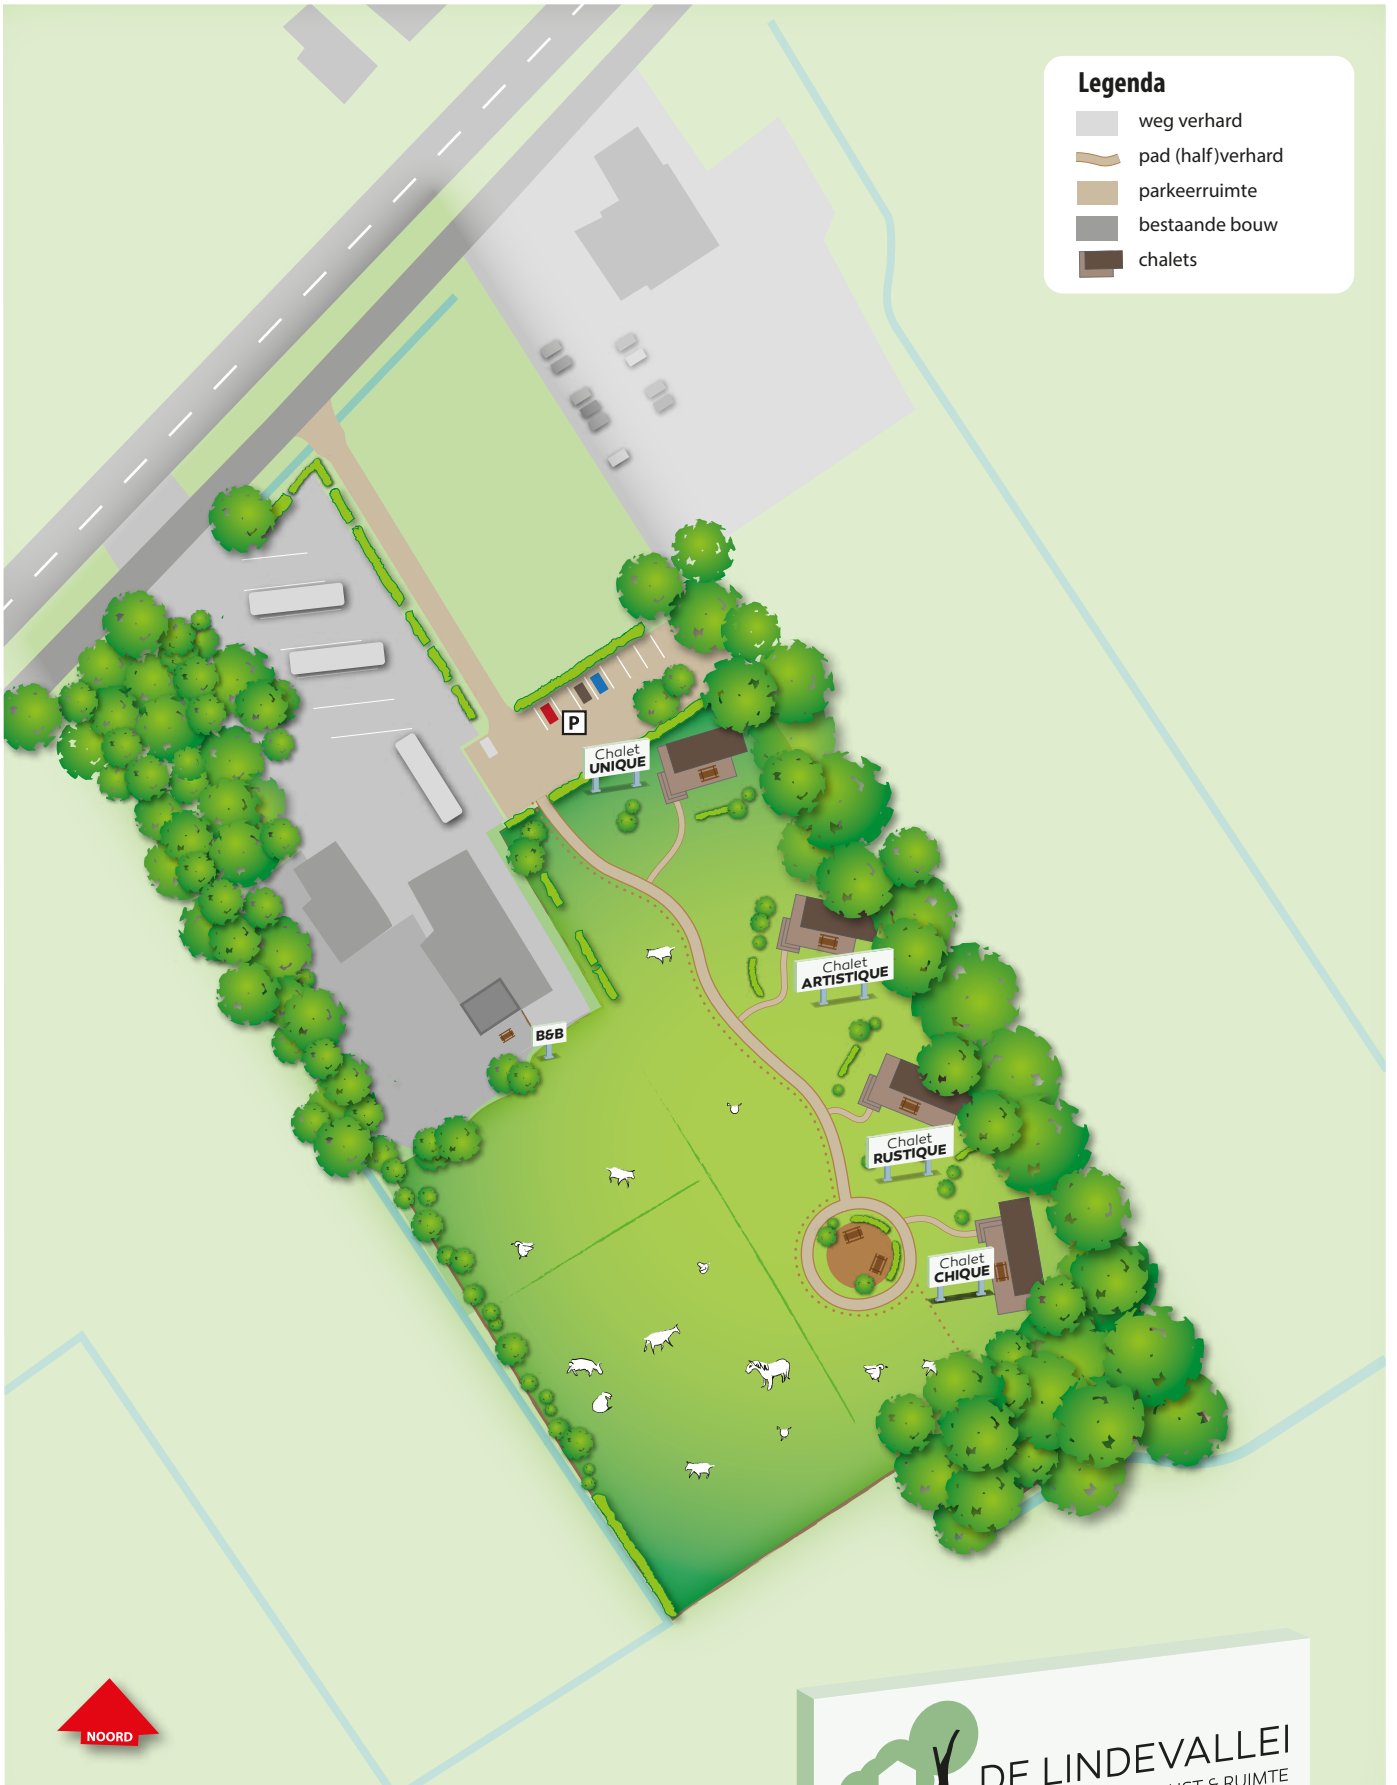 Legenda
weg verhard
pad (half)verhard
parkeerruimte
bestaande bouw
chalets
P
Chalet
UNIQUE
Chalet
ARTISTIQUE
B&B
Chalet
RUSTIQUE
Chalet
CHIQUE
NOORD
DE LINDEVALLEI
& RUIMTE